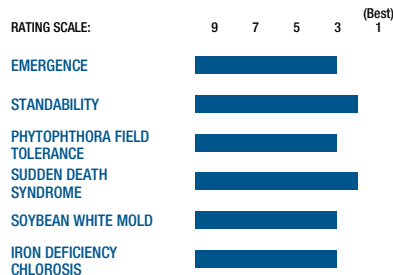 (Best)
RATING SCALE: 9 7 5 3 1
EMERGENCE
STANDABILITY
PHYTOPHTHORA FIELD
TOLERANCE
SUDDEN DEATH
SYNDROME
SOYBEAN WHITE MOLD
IRON DEFICIENCY
CHLOROSIS